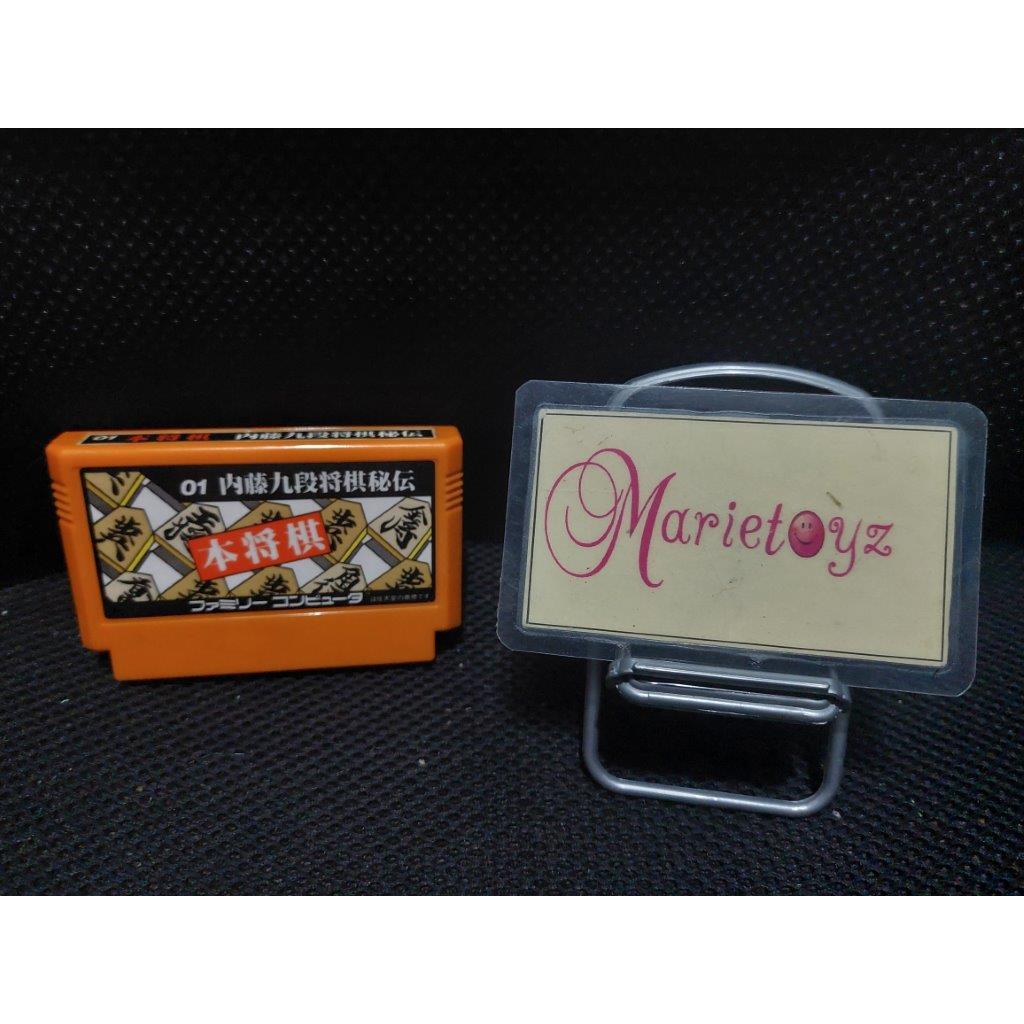 01 本将棋 内藤九段将棋秘伝
01 内藤九段将棋秘伝
本将棋
ファミリー コンピュータ
Marietoyz